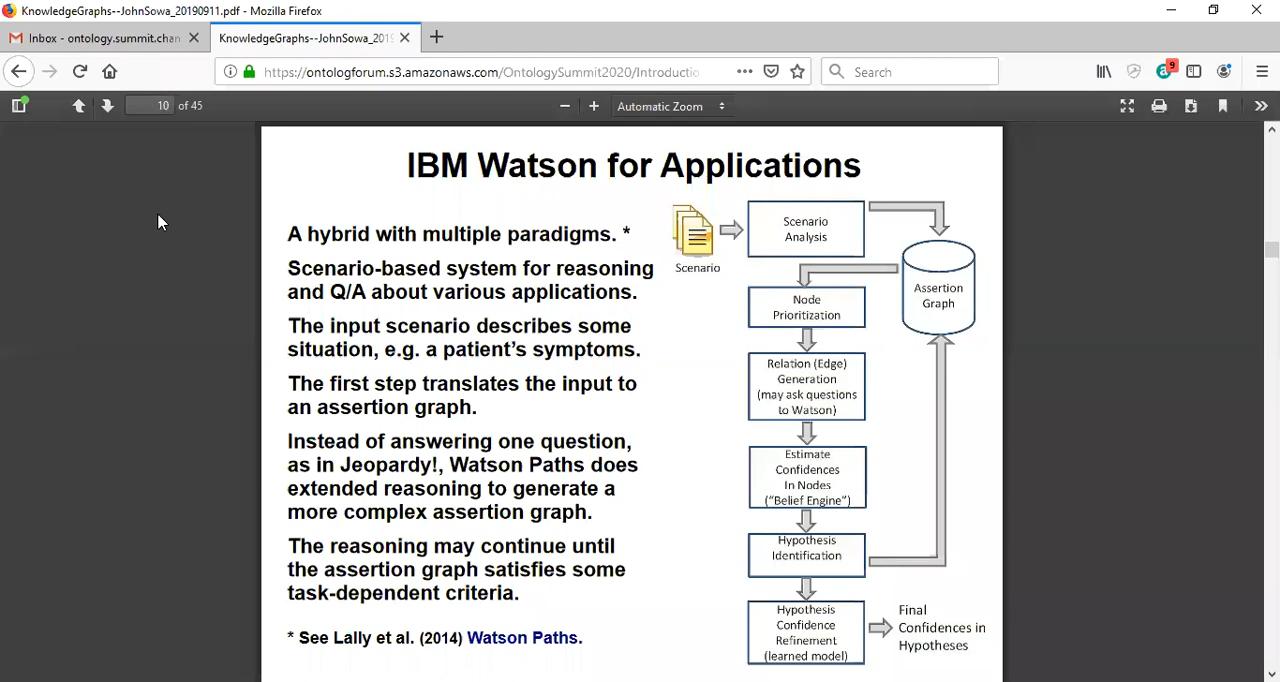 KnowledgeGraphs--JohnSowa_20190911.pdf - Mozilla Firefox
Inbox - ontology.summit.chan
KnowledgeGraphs--JohnSowa_201
https://ontologforum.s3.amazonaws.com/OntologySummit2020/Introductio
Search
9
10 of 45
Automatic Zoom
IBM Watson for Applications
A hybrid with multiple paradigms. *
Scenario-based system for reasoning
and Q/A about various applications.
The input scenario describes some
situation, e.g. a patient's symptoms.
The first step translates the input to
an assertion graph.
Instead of answering one question,
as in Jeopardy!, Watson Paths does
extended reasoning to generate a
more complex assertion graph.
The reasoning may continue until
the assertion graph satisfies some
task-dependent criteria.
* See Lally et al. (2014) Watson Paths.
Scenario
Scenario
Analysis
Assertion
Graph
Node
Prioritization
Relation (Edge)
Generation
(may ask questions
to Watson)
Estimate
Confidences
In Nodes
("Belief Engine")
Hypothesis
Identification
Hypothesis
Confidence
Refinement
(learned model)
Final
Confidences in
Hypotheses